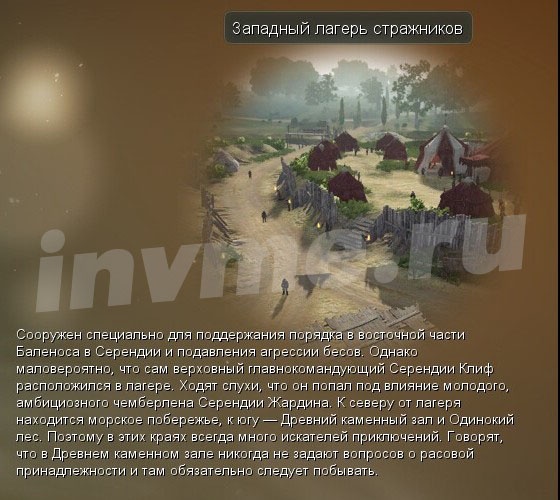 Западный лагерь стражников
invme.ru
Сооружен специально для поддержания порядка в восточной части
Баленоса в Серендии и подавления агрессии бесов. Однако
маловероятно, что сам верховный главнокомандующий Серендии Клиф
расположился в лагере. Ходят слухи, что он попал под влияние молодого,
амбициозного чемберлена Серендии Жардина. К северу от лагеря
находится морское побережье, к югу — Древний каменный зал и Одинокий
лес. Поэтому в этих краях всегда много искателей приключений. Говорят,
что в Древнем каменном зале никогда не задают вопросов о расовой
принадлежности и там обязательно следует побывать.